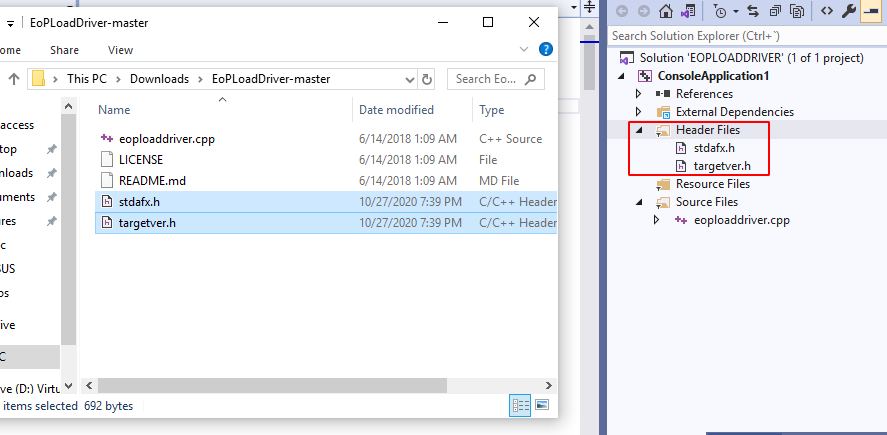 EoPLoadDriver-master
ome
Share
View
This PC
Downloads
EoPLoadDriver-master
Search Eo...
access
top
nloads
uments
ures
c
SUS
os
ive
C
ve (D:) Virtu
Name
Date modified
Type
eoploaddriver.cpp
6/14/2018 1:09 AM
C++ Source
LICENSE
6/14/2018 1:09 AM
File
README.md
6/14/2018 1:09 AM
MD File
stdafx.h
10/27/2020 7:39 PM
C/C++ Header
targetver.h
10/27/2020 7:39 PM
C/C++ Header
items selected 692 bytes
Search Solution Explorer (Ctrl+¨)
Solution 'EOPLOADDRIVER' (1 of 1 project)
ConsoleApplication1
References
External Dependencies
Header Files
stdafx.h
targetver.h
Resource Files
Source Files
eoploaddriver.cpp